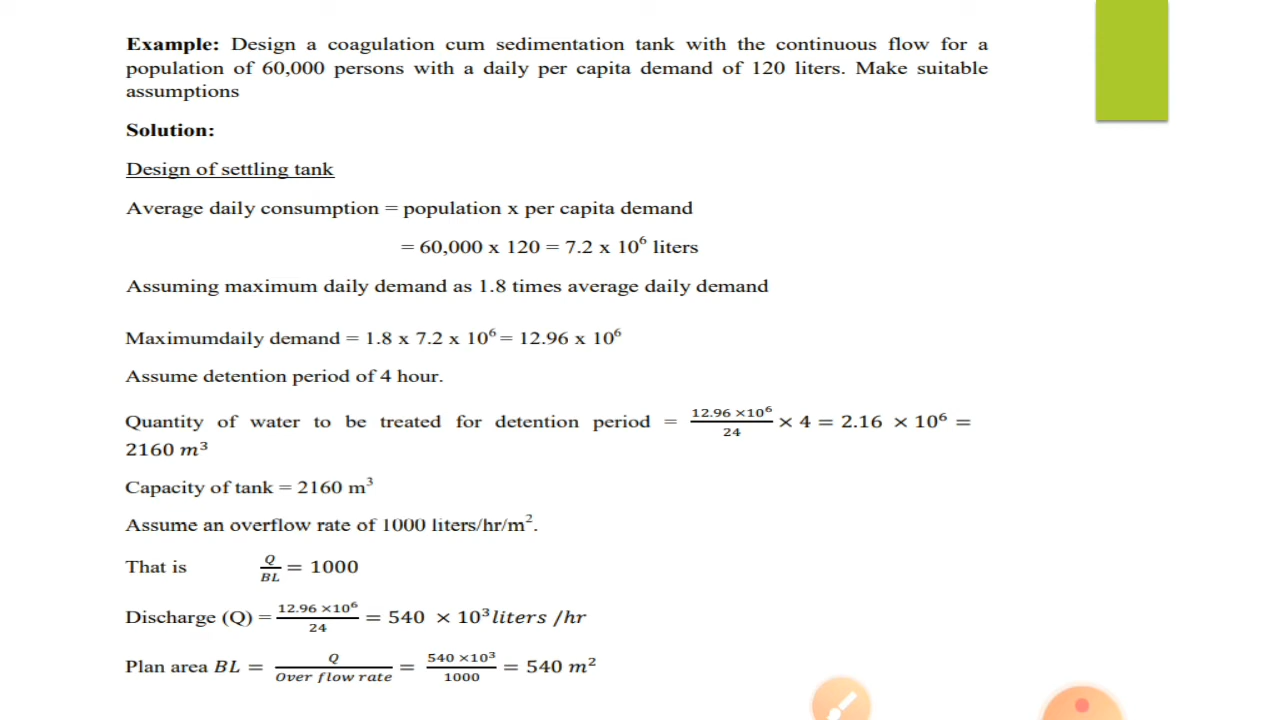 Example: Design a coagulation cum sedimentation tank with the continuous flow for a
population of 60,000 persons with a daily per capita demand of 120 liters. Make suitable
assumptions
Solution:
Design of settling tank
Average daily consumption = population x per capita demand
= 60,000 x 120 = 7.2 x 10⁶ liters
Assuming maximum daily demand as 1.8 times average daily demand
Maximumdaily demand = 1.8 x 7.2 x 10⁶ = 12.96 x 10⁶
Assume detention period of 4 hour.
Quantity of water to be treated for detention period = (12.96 ×10⁶)/24 × 4 = 2.16 × 10⁶ =
2160 m³
Capacity of tank = 2160 m³
Assume an overflow rate of 1000 liters/hr/m².
That is Q/BL = 1000
Discharge (Q) = (12.96 ×10⁶)/24 = 540 × 10³ liters /hr
Plan area BL = Q/(Over flow rate) = (540 ×10³)/1000 = 540 m²